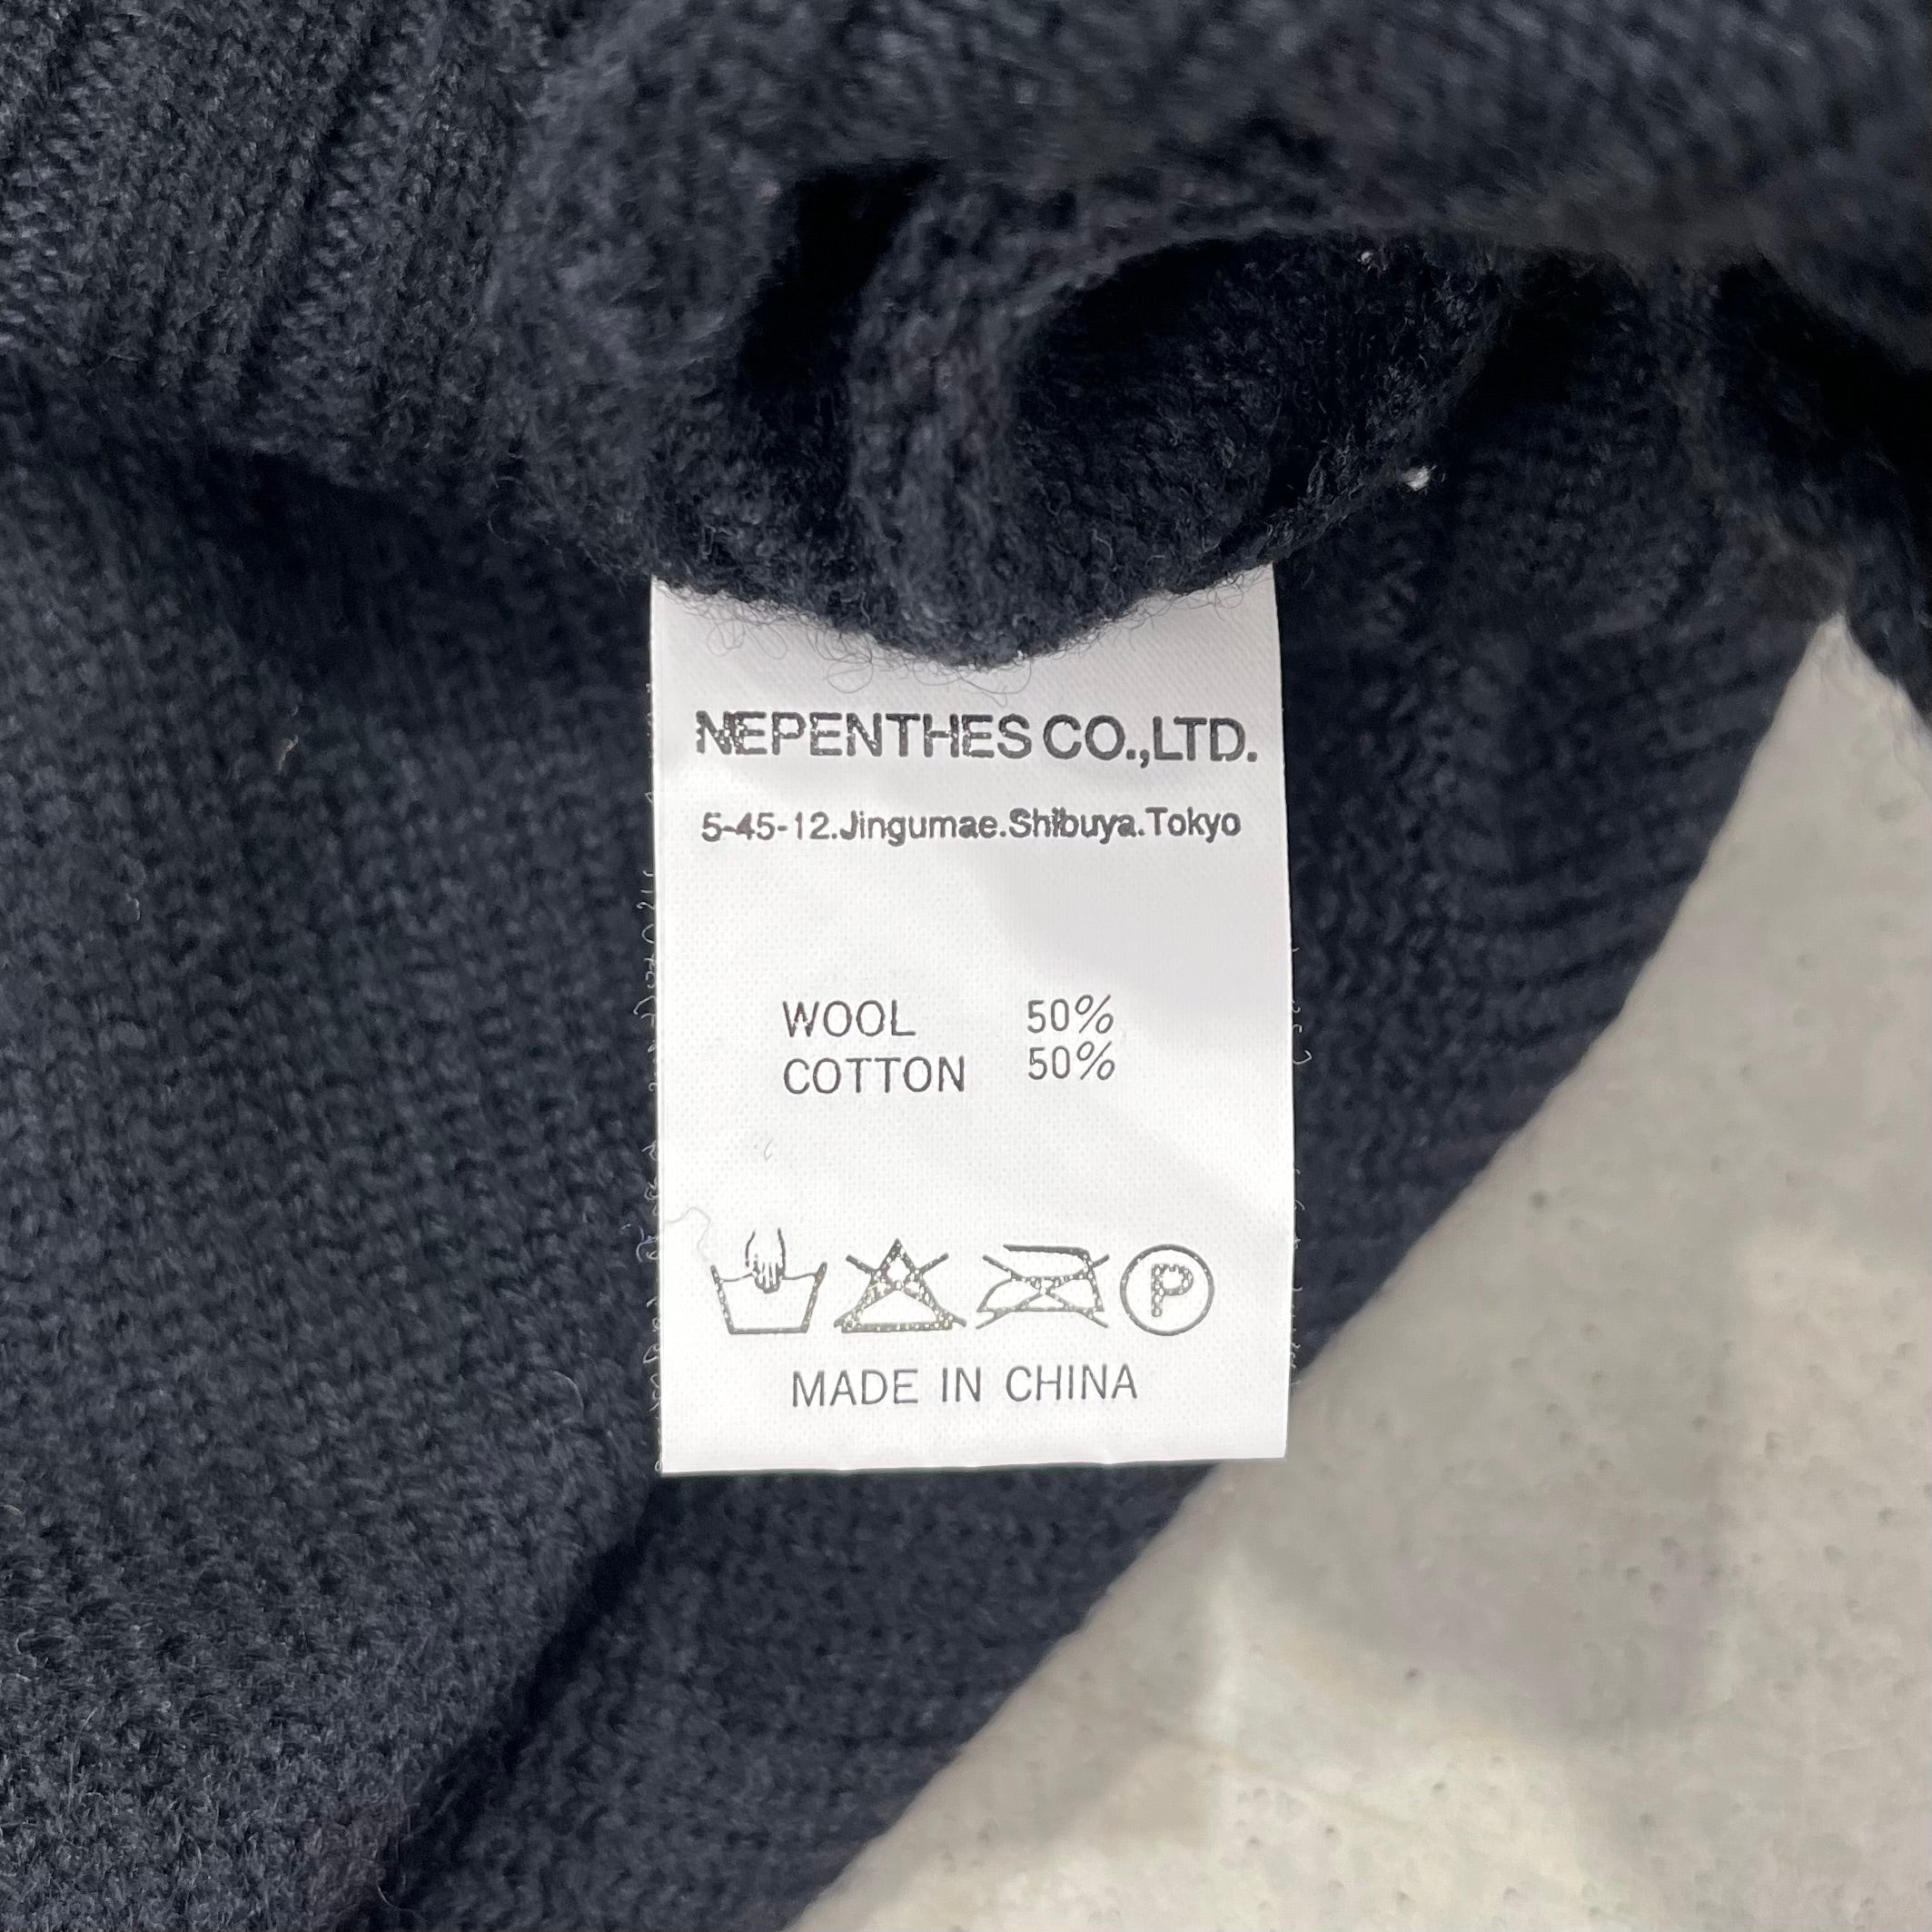 NEPENTHES CO.,LTD.
5-45-12.Jingumae.Shibuya.Tokyo
WOOL 50%
COTTON 50%
P
MADE IN CHINA